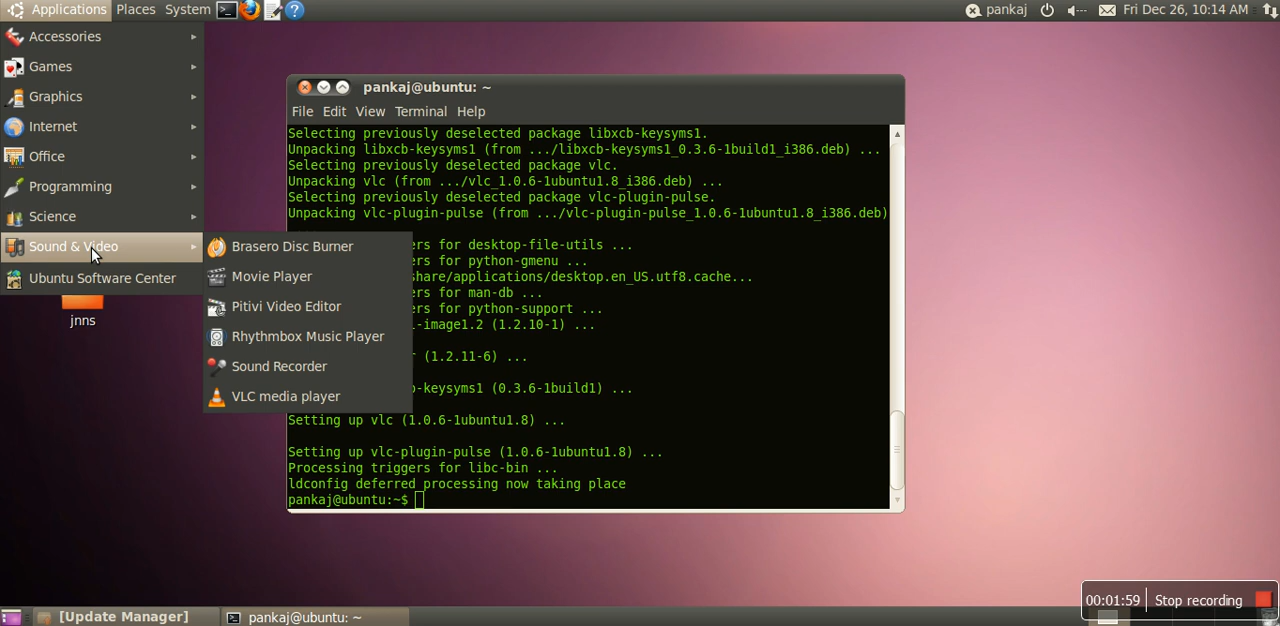 Applications Places System pankaj Fri Dec 26, 10:14 AM
Accessories
Games
Graphics
Internet
Office
Programming
Science
Sound & Video
Ubuntu Software Center
Brasero Disc Burner
Movie Player
Pitivi Video Editor
Rhythmbox Music Player
Sound Recorder
VLC media player
jnns
pankaj@ubuntu: ~
File Edit View Terminal Help
Selecting previously deselected package libxcb-keysyms1.
Unpacking libxcb-keysyms1 (from .../libxcb-keysyms1_0.3.6-1build1_i386.deb) ...
Selecting previously deselected package vlc.
Unpacking vlc (from .../vlc_1.0.6-1ubuntu1.8_i386.deb) ...
Selecting previously deselected package vlc-plugin-pulse.
Unpacking vlc-plugin-pulse (from .../vlc-plugin-pulse_1.0.6-1ubuntu1.8_i386.deb)
ers for desktop-file-utils ...
ers for python-gmenu ...
share/applications/desktop.en_US.utf8.cache...
ers for man-db ...
ers for python-support ...
-image1.2 (1.2.10-1) ...
(1.2.11-6) ...
-keysyms1 (0.3.6-1build1) ...
Setting up vlc (1.0.6-1ubuntu1.8) ...
Setting up vlc-plugin-pulse (1.0.6-1ubuntu1.8) ...
Processing triggers for libc-bin ...
ldconfig deferred processing now taking place
pankaj@ubuntu:~$
00:01:59 Stop recording
[Update Manager] pankaj@ubuntu: ~